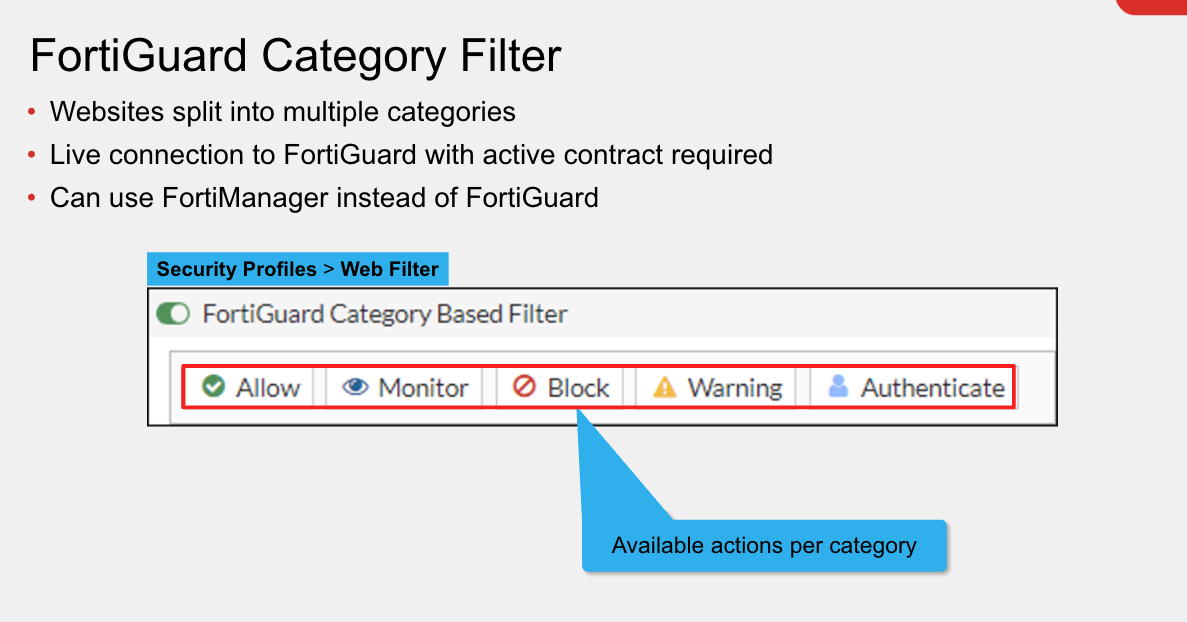 FortiGuard Category Filter
• Websites split into multiple categories
• Live connection to FortiGuard with active contract required
• Can use FortiManager instead of FortiGuard
Security Profiles > Web Filter
FortiGuard Category Based Filter
Allow Monitor Block Warning Authenticate
Available actions per category